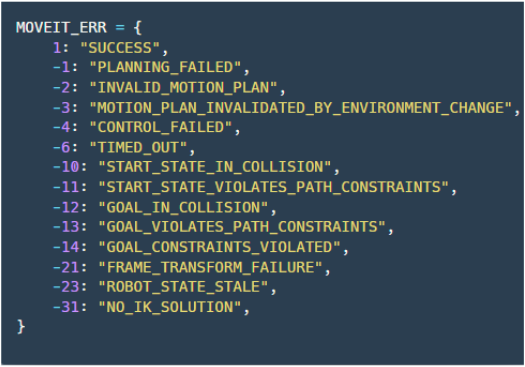 MOVEIT_ERR = {
    1: "SUCCESS",
    -1: "PLANNING_FAILED",
    -2: "INVALID_MOTION_PLAN",
    -3: "MOTION_PLAN_INVALIDATED_BY_ENVIRONMENT_CHANGE",
    -4: "CONTROL_FAILED",
    -6: "TIMED_OUT",
    -10: "START_STATE_IN_COLLISION",
    -11: "START_STATE_VIOLATES_PATH_CONSTRAINTS",
    -12: "GOAL_IN_COLLISION",
    -13: "GOAL_VIOLATES_PATH_CONSTRAINTS",
    -14: "GOAL_CONSTRAINTS_VIOLATED",
    -21: "FRAME_TRANSFORM_FAILURE",
    -23: "ROBOT_STATE_STALE",
    -31: "NO_IK_SOLUTION",
}